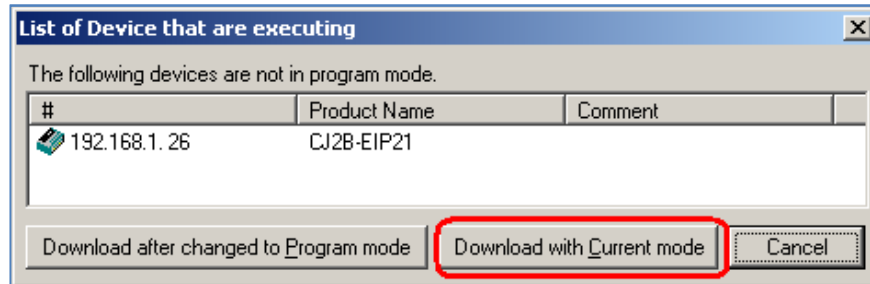 List of Device that are executing
The following devices are not in program mode.
# Product Name Comment
192.168.1. 26 CJ2B-EIP21
Download after changed to Program mode Download with Current mode Cancel